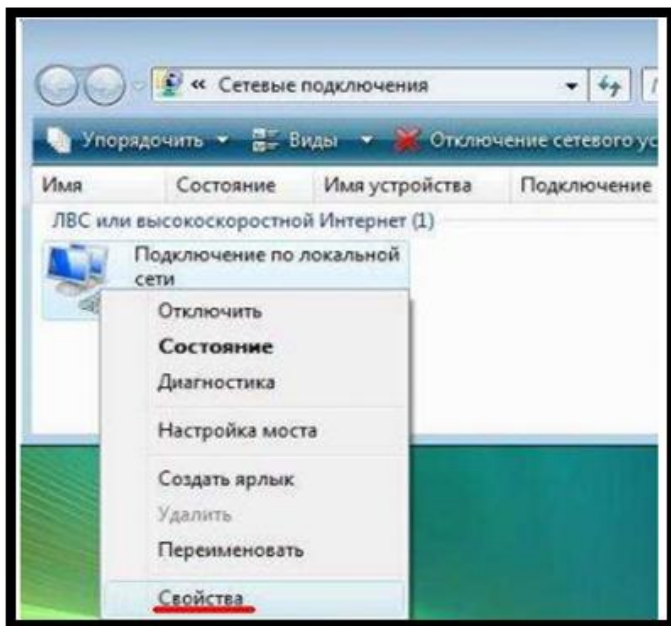 « Сетевые подключения
Упорядочить Виды Отключение сетевого ус
Имя Состояние Имя устройства Подключение
ЛВС или высокоскоростной Интернет (1)
Подключение по локальной
сети
Отключить
Состояние
Диагностика
Настройка моста
Создать ярлык
Удалить
Переименовать
Свойства